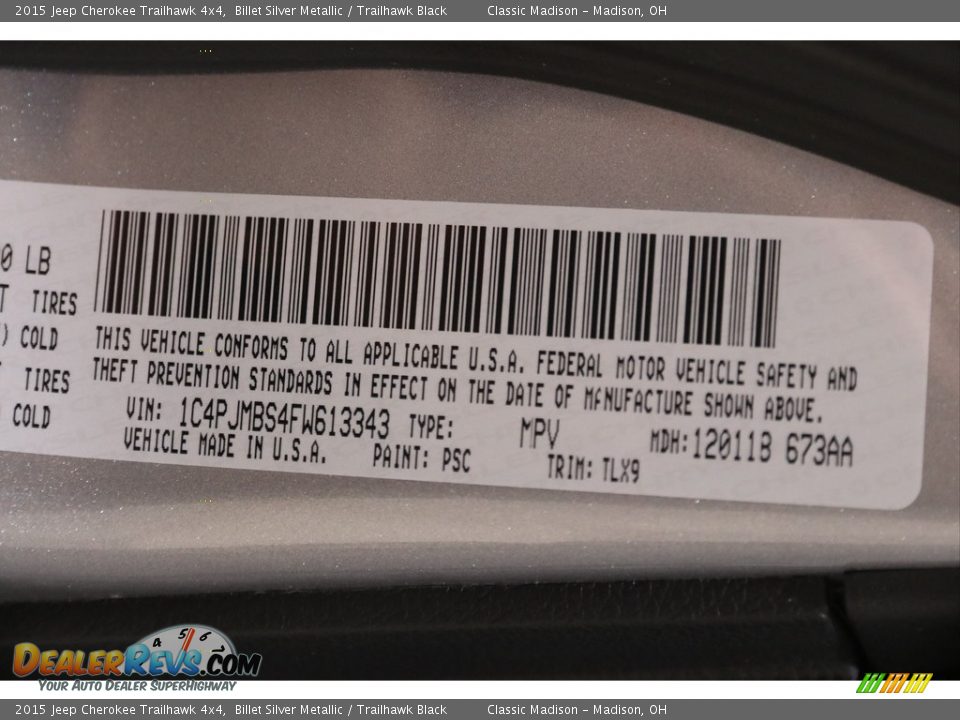 2015 Jeep Cherokee Trailhawk 4x4, Billet Silver Metallic / Trailhawk Black Classic Madison – Madison, OH
0 LB
TIRES
) COLD
TIRES
COLD
THIS VEHICLE CONFORMS TO ALL APPLICABLE U.S.A. FEDERAL MOTOR VEHICLE SAFETY AND
THEFT PREVENTION STANDARDS IN EFFECT ON THE DATE OF MANUFACTURE SHOWN ABOVE.
VIN: 1C4PJMBS4FW613343 TYPE: MPV MDH: 120118 673AA
VEHICLE MADE IN U.S.A. PAINT: PSC TRIM: TLX9
4 5 6 7
DealerRevs.com
Your Auto Dealer SuperHighway
2015 Jeep Cherokee Trailhawk 4x4, Billet Silver Metallic / Trailhawk Black Classic Madison – Madison, OH